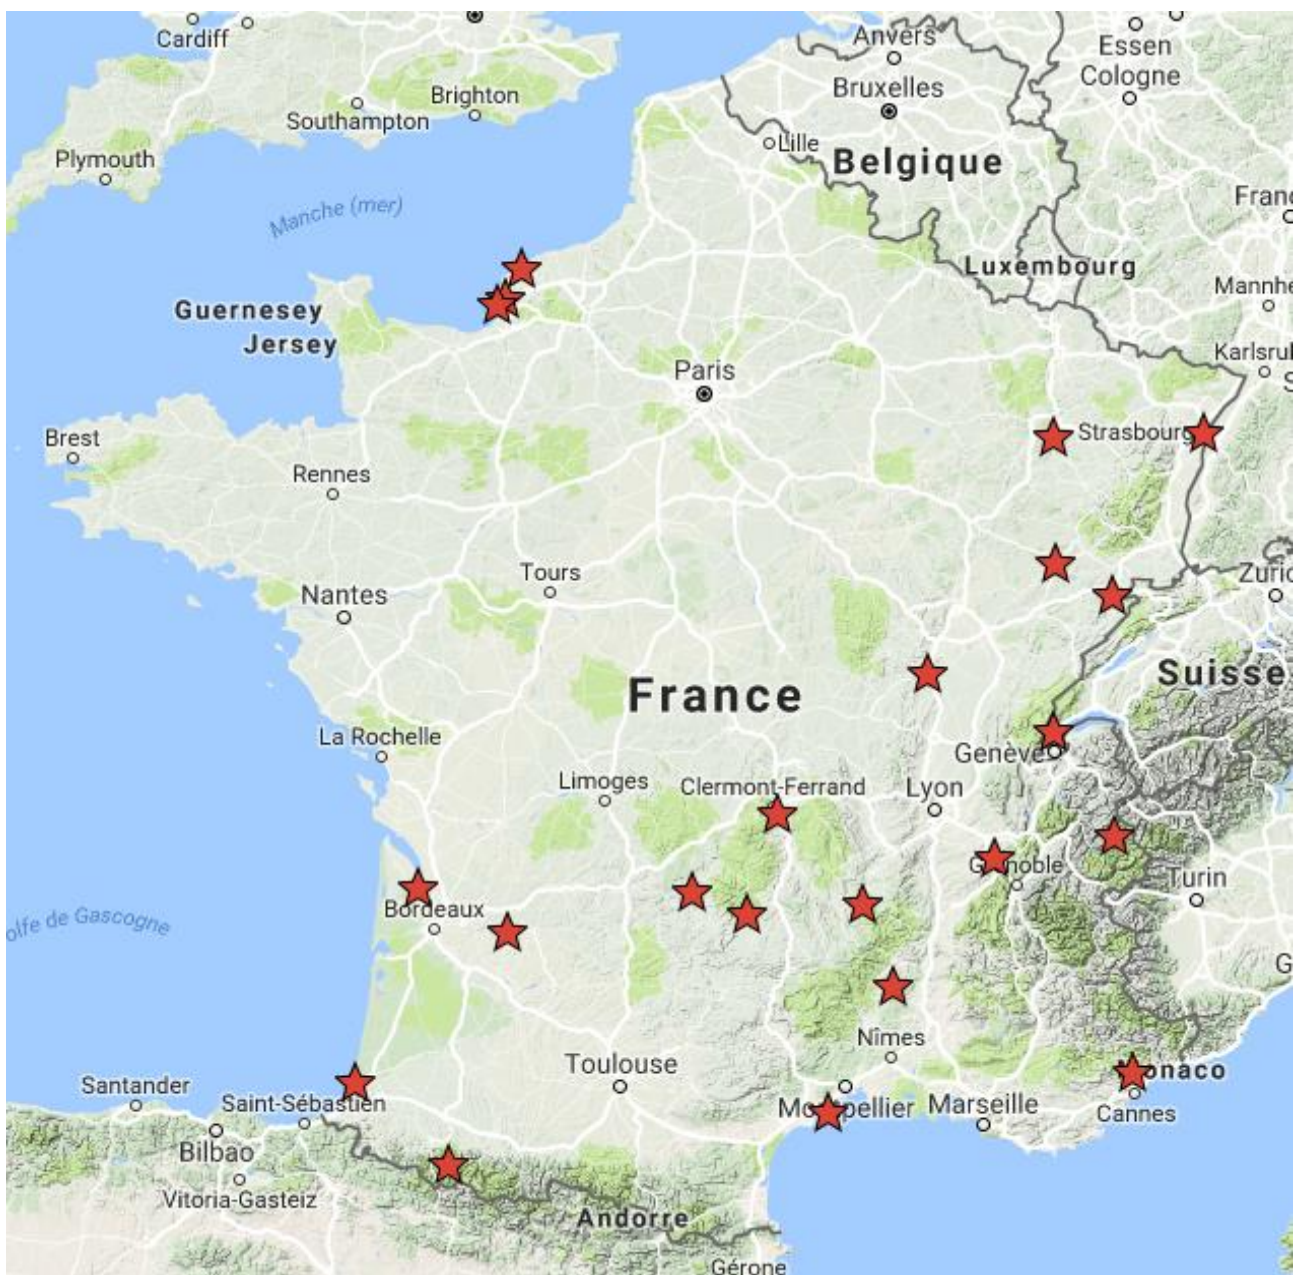 Cardiff
Anvers
Essen
Cologne
Brighton
Bruxelles
Southampton
Lille
Plymouth
Belgique
Manche (mer)
Luxembourg
Guernesey
Jersey
Mannhe
Karlsrul
Paris
Strasbourg
Brest
Rennes
Tours
Zuric
Nantes
France
Suisse
La Rochelle
Genève
Limoges
Clermont-Ferrand
Lyon
Turin
Bordeaux
olfe de Gascogne
Nîmes
Toulouse
Santander
Saint-Sébastien
Marseille
Cannes
Bilbao
Vitoria-Gasteiz
Andorre
Gérone